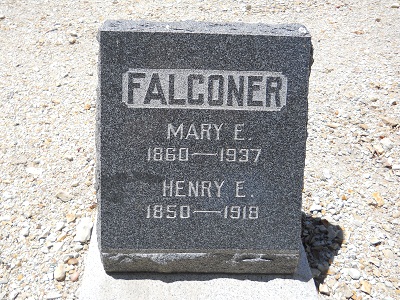 FALCONER
MARY E.
1860—1937
HENRY E.
1850—1918